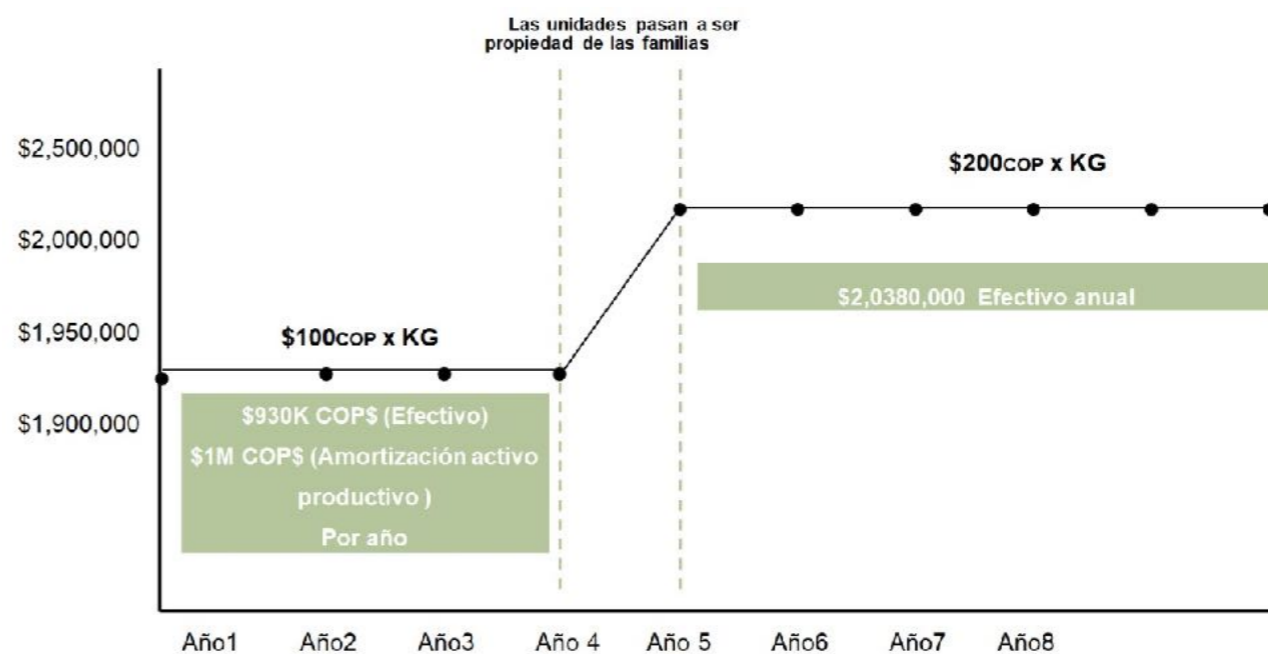 Las unidades pasan a ser
propiedad de las familias
$2,500,000
$200COP x KG
$2,000,000
$2,0380,000 Efectivo anual
$1,950,000
$100COP x KG
$1,900,000
$930K COP$ (Efectivo)
$1M COP$ (Amortización activo
productivo )
Por año
Año1 Año2 Año3 Año 4 Año 5 Año6 Año7 Año8